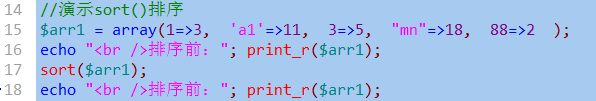 14 //演示sort()排序
15 $arr1 = array(1=>3,  'a1'=>11,  3=>5,  "mn"=>18,  88=>2  );
16 echo "<br />排序前："; print_r($arr1);
17 sort($arr1);
18 echo "<br />排序前："; print_r($arr1);